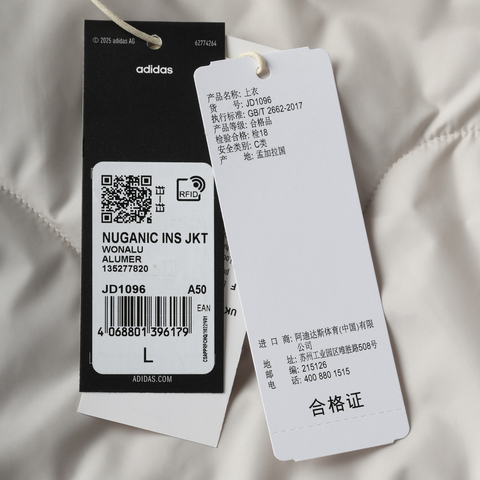 © 2025 adidas AG
62774264
adidas
RFID
NUGANIC INS JKT
WONALU
ALUMER
135277820
JD1096 A50
EAN
4 068801 396179
L
ADIDAS.COM
产品名称: 上衣
货 号: JD1096
执行标准: GB/T 2662-2017
产品等级: 合格品
检验合格: 检18
安全类别: C类
产 地: 孟加拉国
进 口 商: 阿迪达斯体育(中国)有限
公司
地 址: 苏州工业园区唯胜路508号
邮 编: 215126
电 话: 400 880 1515
合格证